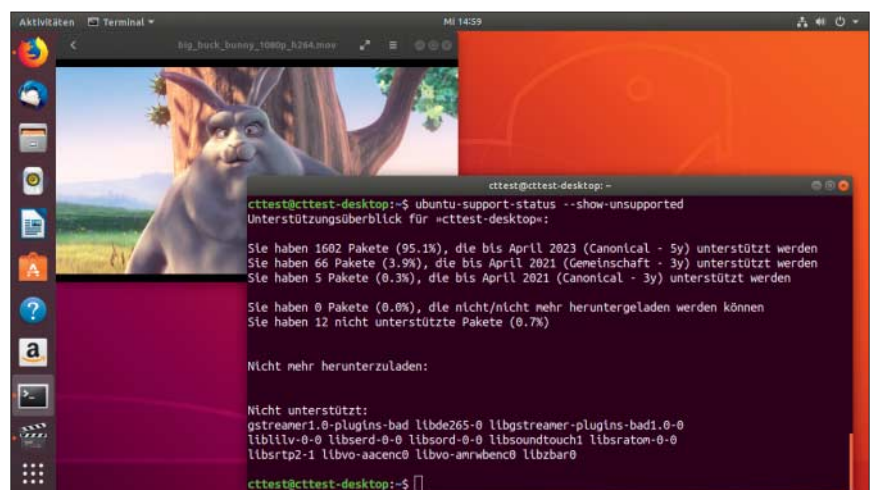 Aktivitäten Terminal Mi 14:59
big_buck_bunny_1080p_h264.mov
cttest@cttest-desktop: ~
cttest@cttest-desktop:~$ ubuntu-support-status --show-unsupported
Unterstützungsüberblick für »cttest-desktop«:
Sie haben 1602 Pakete (95.1%), die bis April 2023 (Canonical - 5y) unterstützt werden
Sie haben 66 Pakete (3.9%), die bis April 2021 (Gemeinschaft - 3y) unterstützt werden
Sie haben 5 Pakete (0.3%), die bis April 2021 (Canonical - 3y) unterstützt werden
Sie haben 0 Pakete (0.0%), die nicht/nicht mehr heruntergeladen werden können
Sie haben 12 nicht unterstützte Pakete (0.7%)
Nicht mehr herunterzuladen:
Nicht unterstützt:
gstreamer1.0-plugins-bad libde265-0 libgstreamer-plugins-bad1.0-0
liblilv-0-0 libserd-0-0 libsord-0-0 libsoundtouch1 libsratom-0-0
libsrtp2-1 libvo-aacenc0 libvo-amrwbenc0 libzbar0
cttest@cttest-desktop:~$